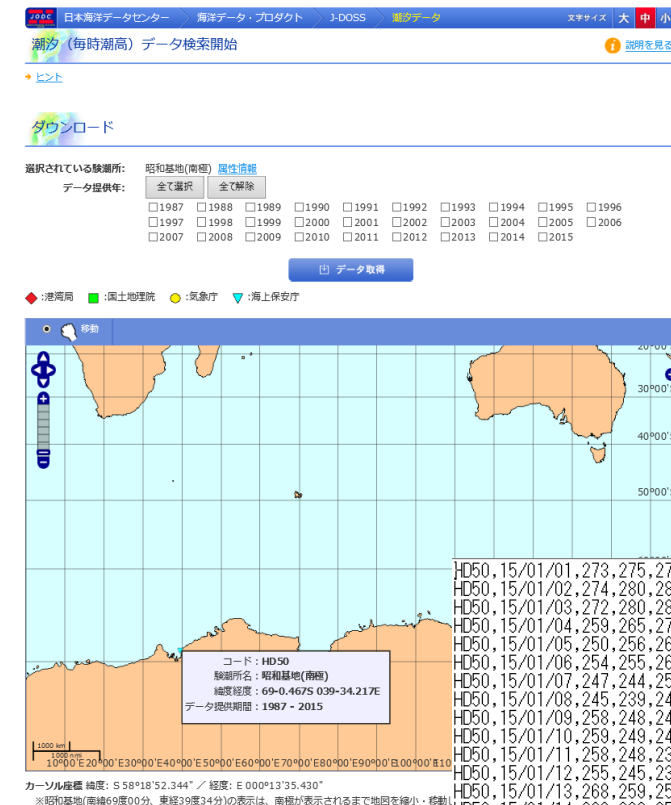 JODC 日本海洋データセンター 海洋データ・プロダクト J-DOSS 潮汐データ 文字サイズ 大 中 小
潮汐（毎時潮高）データ検索開始 i 説明を見る
ヒント
ダウンロード
選択されている験潮所: 昭和基地(南極) 属性情報
データ提供年: 全て選択 全て解除
1987 1988 1989 1990 1991 1992 1993 1994 1995 1996
1997 1998 1999 2000 2001 2002 2003 2004 2005 2006
2007 2008 2009 2010 2011 2012 2013 2014 2015
データ取得
:港湾局 :国土地理院 :気象庁 :海上保安庁
移動
20°00'
30°00'
40°00'
50°00'
コード : HD50
験潮所名 : 昭和基地(南極)
緯度経度 : 69-0.467S 039-34.217E
データ提供期間 : 1987 - 2015
HD50,15/01/01,273,275,27
HD50,15/01/02,274,280,28
HD50,15/01/03,272,280,28
HD50,15/01/04,259,265,27
HD50,15/01/05,250,256,26
HD50,15/01/06,254,255,26
HD50,15/01/07,247,244,25
HD50,15/01/08,245,239,24
HD50,15/01/09,258,248,24
HD50,15/01/10,259,249,24
HD50,15/01/11,258,248,23
HD50,15/01/12,255,245,23
HD50,15/01/13,268,259,28
1000 km
1000 nmi
10°00'E 20°00'E 30°00'E 40°00'E 50°00'E 60°00'E 70°00'E 80°00'E 90°00'E 100°00'E 110
カーソル座標 緯度: S 58°18'52.344" ／ 経度: E 000°13'35.430"
※昭和基地(南緯69度00分、東経39度34分)の表示は、南極が表示されるまで地図を縮小・移動し